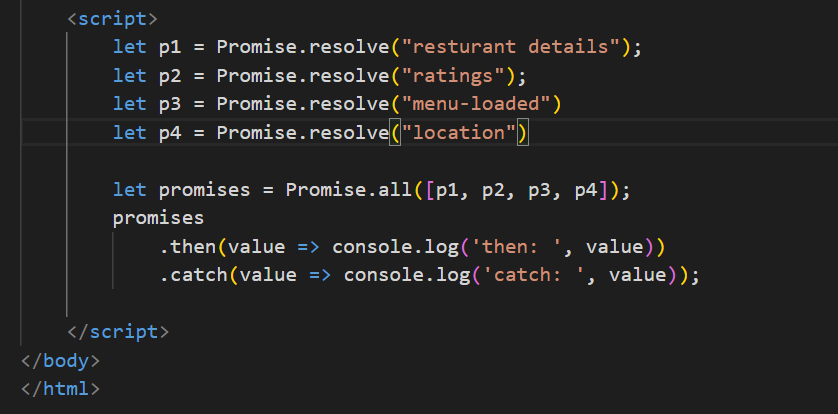 <script>
let p1 = Promise.resolve("resturant details");
let p2 = Promise.resolve("ratings");
let p3 = Promise.resolve("menu-loaded")
let p4 = Promise.resolve("location")
let promises = Promise.all([p1, p2, p3, p4]);
promises
.then(value => console.log('then: ', value))
.catch(value => console.log('catch: ', value));
</script>
</body>
</html>